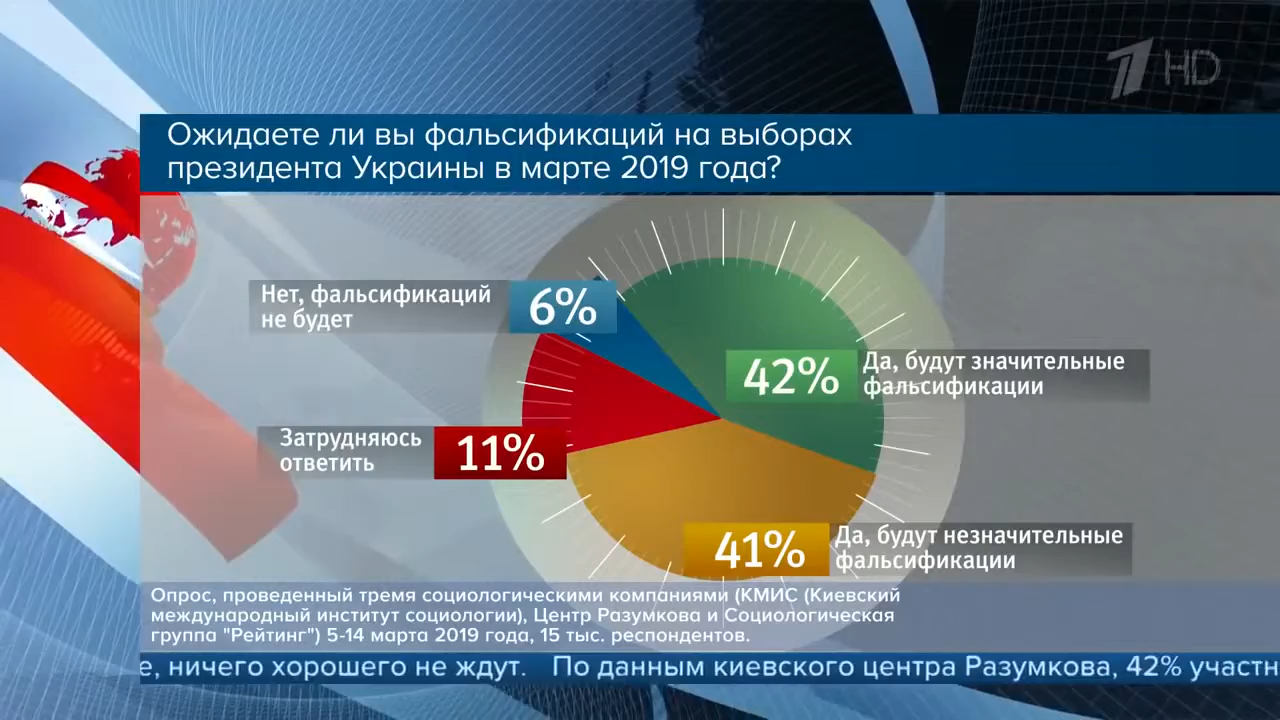 1 HD
Ожидаете ли вы фальсификаций на выборах
президента Украины в марте 2019 года?
Нет, фальсификаций
не будет
6%
42%
Да, будут значительные
фальсификации
Затрудняюсь
ответить
11%
41%
Да, будут незначительные
фальсификации
Опрос, проведенный тремя социологическими компаниями (КМИС (Киевский
международный институт социологии), Центр Разумкова и Социологическая
группа "Рейтинг") 5-14 марта 2019 года, 15 тыс. респондентов.
е, ничего хорошего не ждут. По данным киевского центра Разумкова, 42% участн